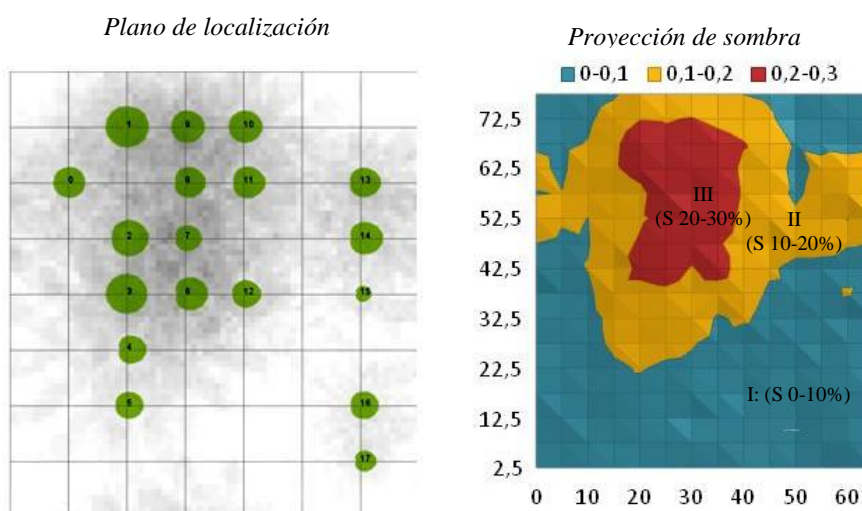 Plano de localización
1
9
10
0
8
11
13
2
7
14
3
6
12
15
4
5
16
17
Proyección de sombra
0-0,1 0,1-0,2 0,2-0,3
72,5
62,5
52,5
42,5
32,5
22,5
12,5
2,5
III
(S 20-30%)
II
(S 10-20%)
I: (S 0-10%)
0 10 20 30 40 50 60